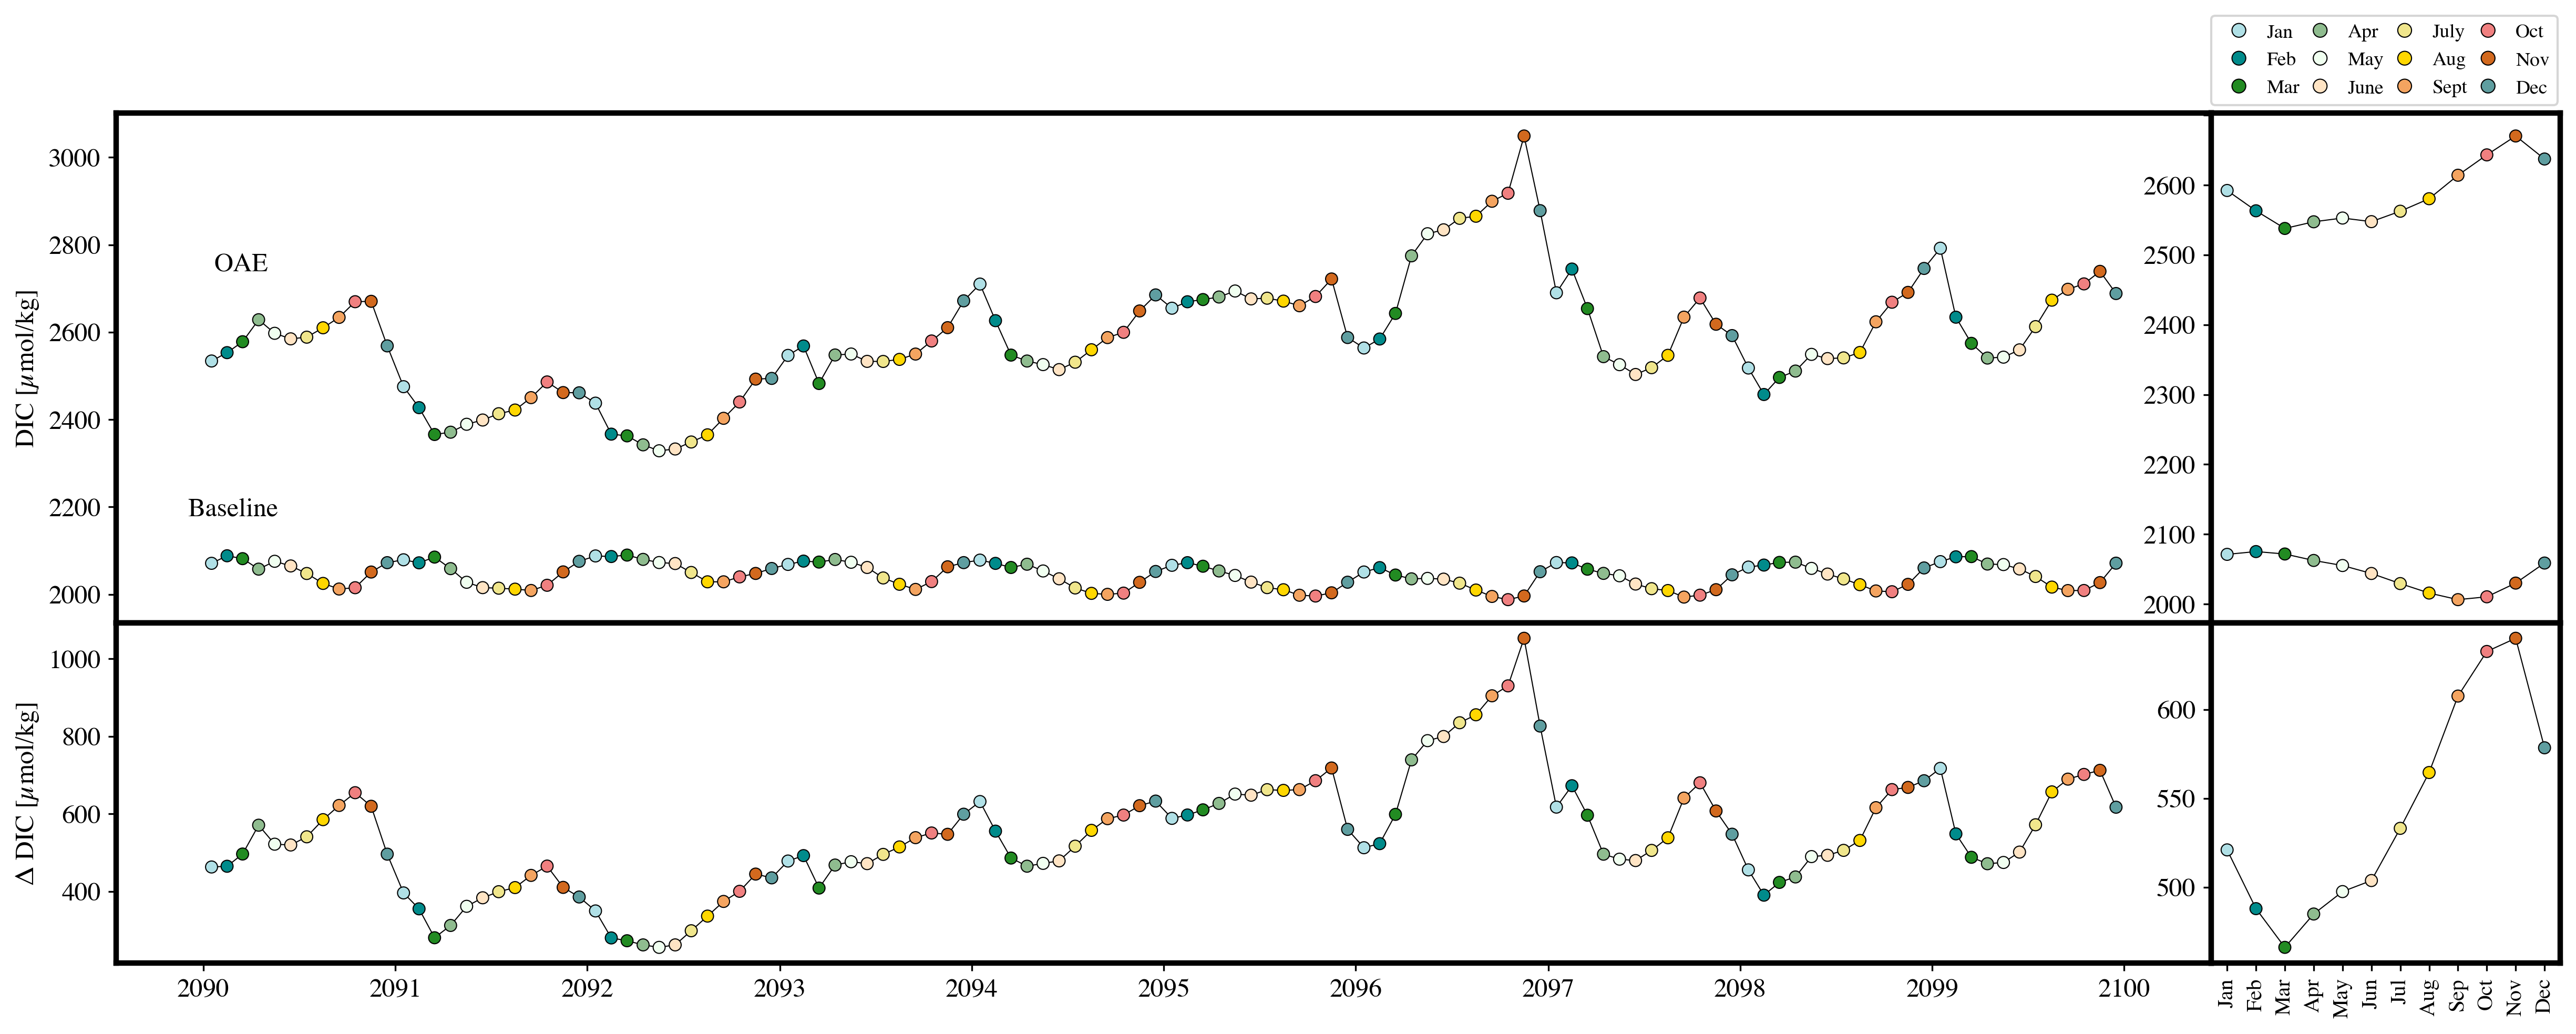 Jan Apr July Oct
Feb May Aug Nov
Mar June Sept Dec
DIC [μmol/kg]
3000
2800
2600
2400
2200
2000
OAE
Baseline
2600
2500
2400
2300
2200
2100
2000
Δ DIC [μmol/kg]
1000
800
600
400
600
550
500
2090 2091 2092 2093 2094 2095 2096 2097 2098 2099 2100
Jan Feb Mar Apr May Jun Jul Aug Sep Oct Nov Dec